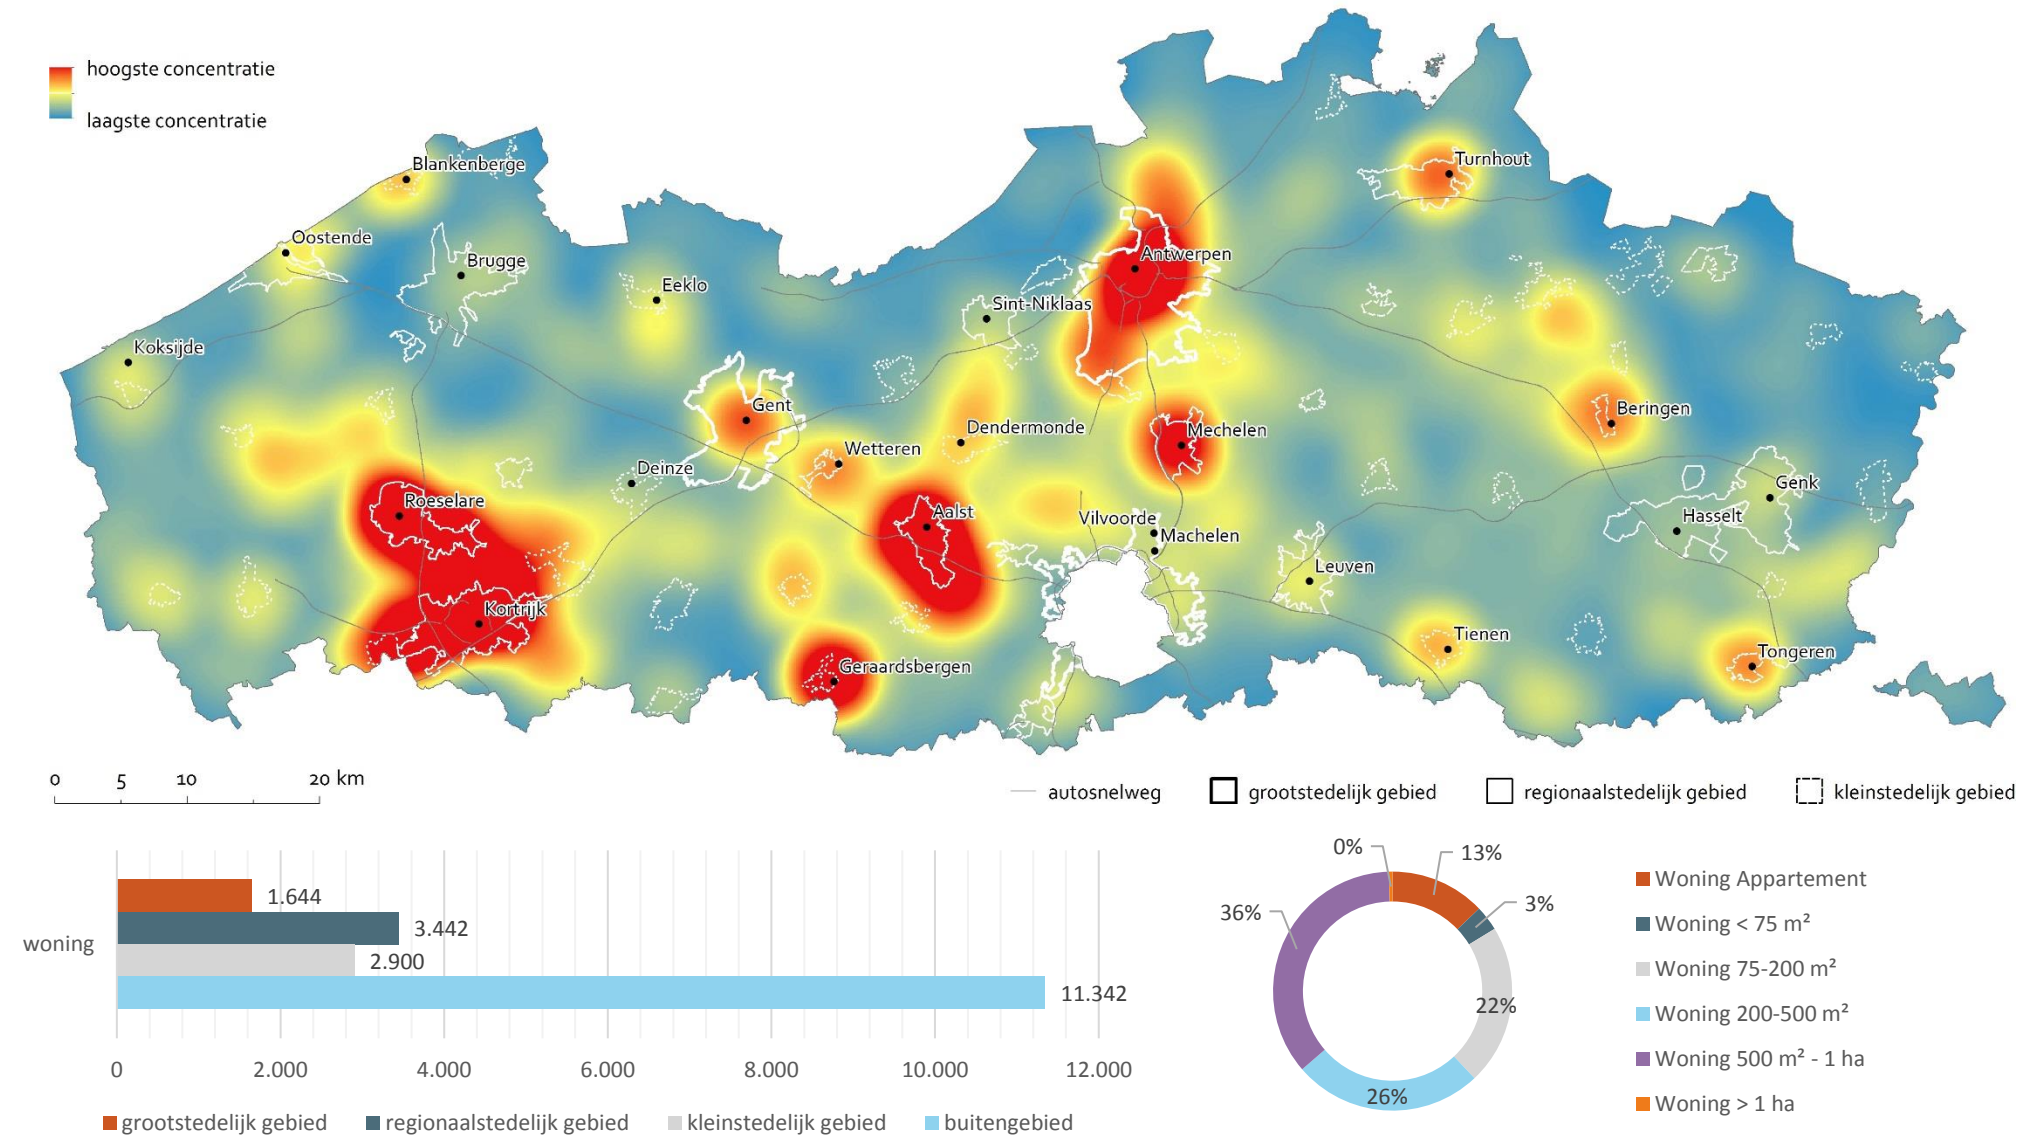 hoogste concentratie
laagste concentratie
Blankenberge
Turnhout
Oostende
Brugge
Antwerpen
Eeklo
Sint-Niklaas
Koksijde
Gent
Beringen
Dendermonde
Mechelen
Wetteren
Deinze
Genk
Roeselare
Aalst
Vilvoorde
Hasselt
Machelen
Leuven
Kortrijk
Tienen
Geraardsbergen
Tongeren
0 5 10 20 km
autosnelweg grootstedelijk gebied regionaalstedelijk gebied kleinstedelijk gebied
woning
1.644
3.442
2.900
11.342
0 2.000 4.000 6.000 8.000 10.000 12.000
grootstedelijk gebied regionaalstedelijk gebied kleinstedelijk gebied buitengebied
0%
13%
3%
36%
22%
26%
Woning Appartement
Woning < 75 m²
Woning 75-200 m²
Woning 200-500 m²
Woning 500 m² - 1 ha
Woning > 1 ha